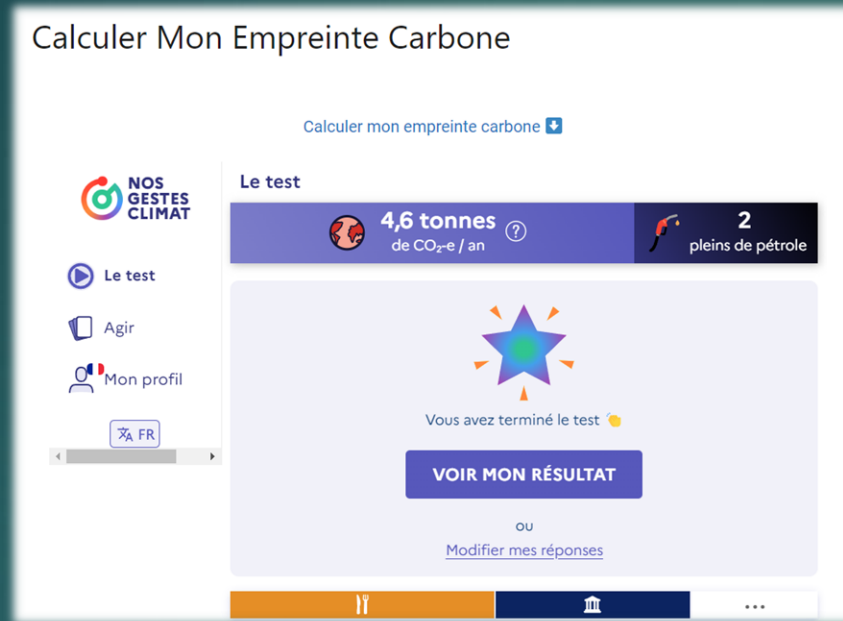 Calculer Mon Empreinte Carbone
Calculer mon empreinte carbone
NOS
GESTES
CLIMAT
Le test
Agir
Mon profil
FR
Le test
4,6 tonnes
de CO₂-e / an
?
2
pleins de pétrole
Vous avez terminé le test
VOIR MON RÉSULTAT
ou
Modifier mes réponses
...